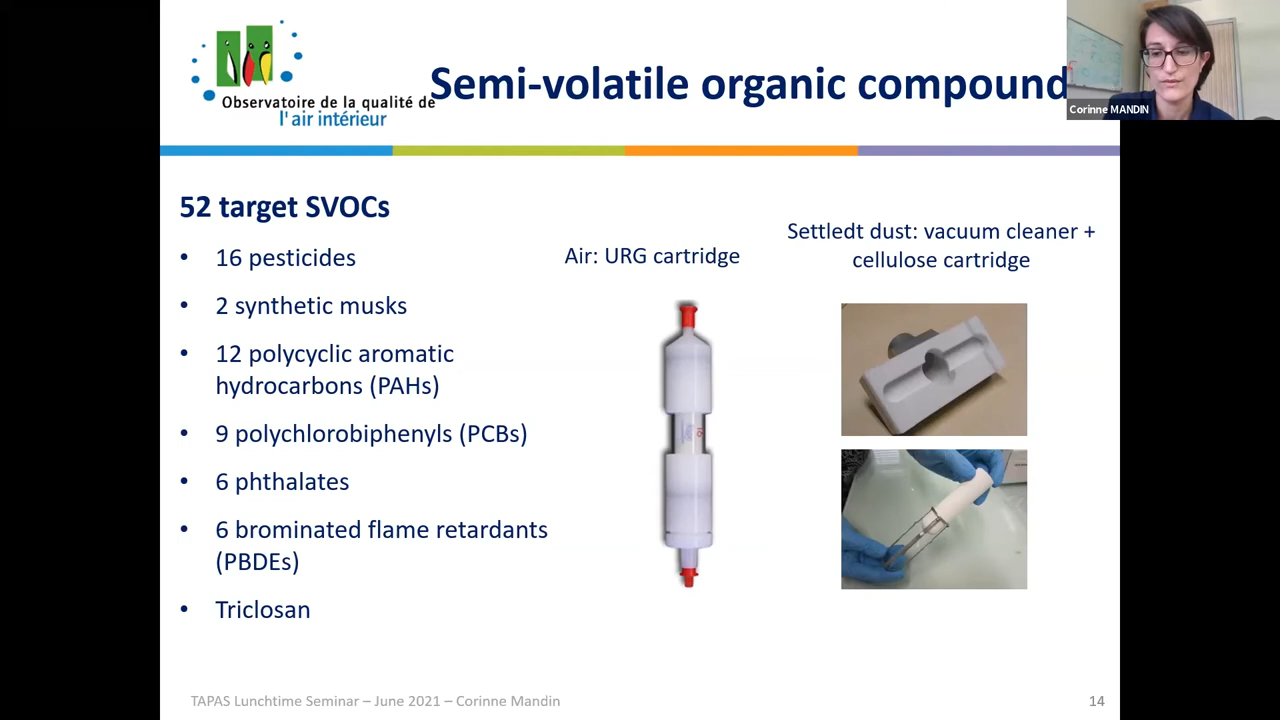 Observatoire de la qualité de
l'air intérieur
Semi-volatile organic compound
Corinne MANDIN
52 target SVOCs
• 16 pesticides
• 2 synthetic musks
• 12 polycyclic aromatic
hydrocarbons (PAHs)
• 9 polychlorobiphenyls (PCBs)
• 6 phthalates
• 6 brominated flame retardants
(PBDEs)
• Triclosan
Air: URG cartridge
Settledt dust: vacuum cleaner +
cellulose cartridge
TAPAS Lunchtime Seminar – June 2021 – Corinne Mandin
14